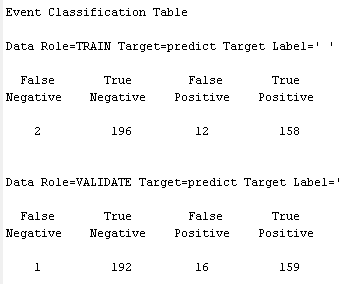 Event Classification Table
Data Role=TRAIN Target=predict Target Label=' '
False True False True
Negative Negative Positive Positive
2 196 12 158
Data Role=VALIDATE Target=predict Target Label='
False True False True
Negative Negative Positive Positive
1 192 16 159